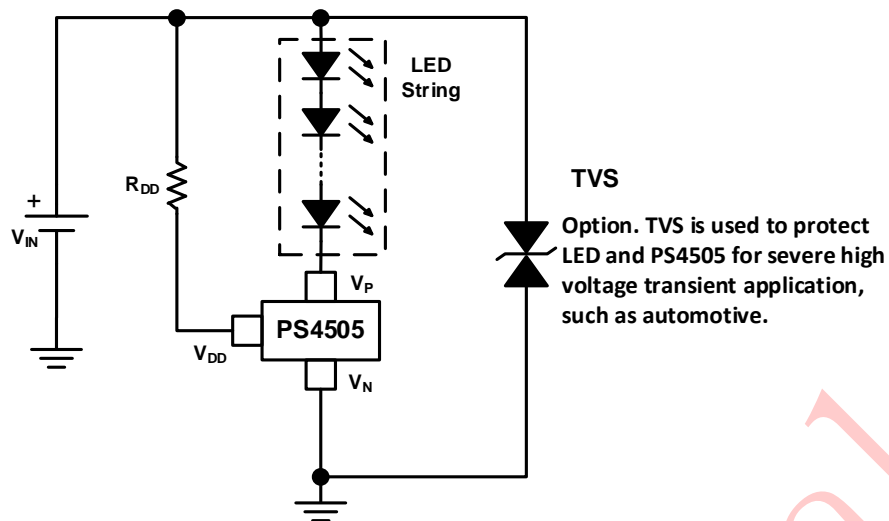 LED
String
R_DD
TVS
+
V_IN
Option. TVS is used to protect
LED and PS4505 for severe high
voltage transient application,
such as automotive.
V_P
PS4505
V_DD
V_N